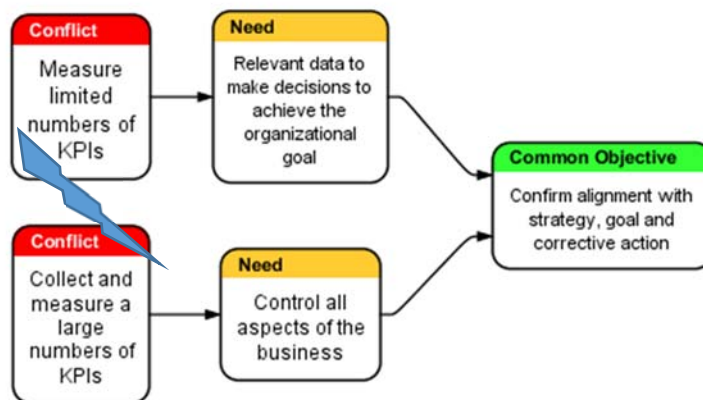 Conflict
Measure
limited
numbers of
KPIs
Need
Relevant data to
make decisions to
achieve the
organizational
goal
Common Objective
Confirm alignment with
strategy, goal and
corrective action
Conflict
Collect and
measure a
large
numbers of
KPIs
Need
Control all
aspects of the
business